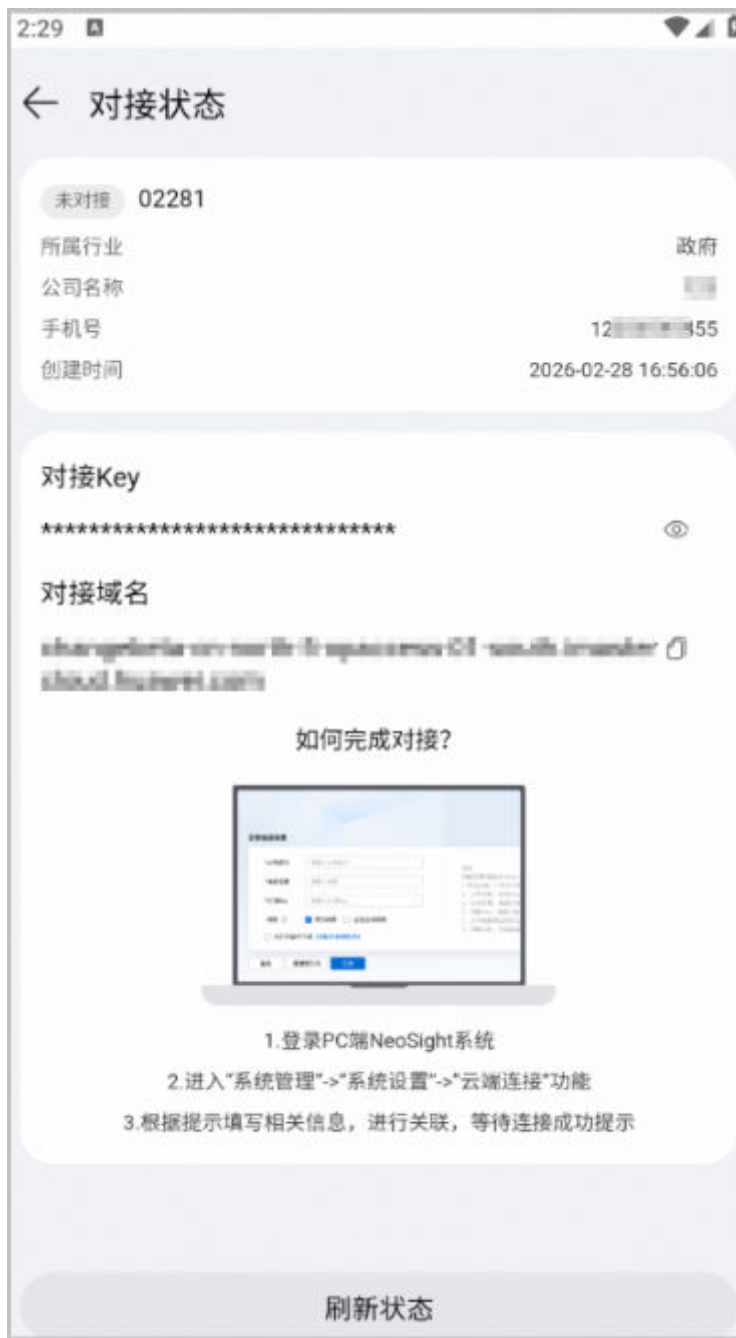 2:29
对接状态
未对接 02281
所属行业 政府
公司名称
手机号 12 455
创建时间 2026-02-28 16:56:06
对接Key
******************************
对接域名
如何完成对接?
1.登录PC端NeoSight系统
2.进入"系统管理"->"系统设置"->"云端连接"功能
3.根据提示填写相关信息，进行关联，等待连接成功提示
刷新状态